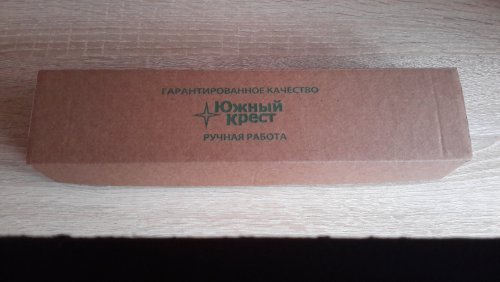 ГАРАНТИРОВАННОЕ КАЧЕСТВО
Южный
Крест
РУЧНАЯ РАБОТА